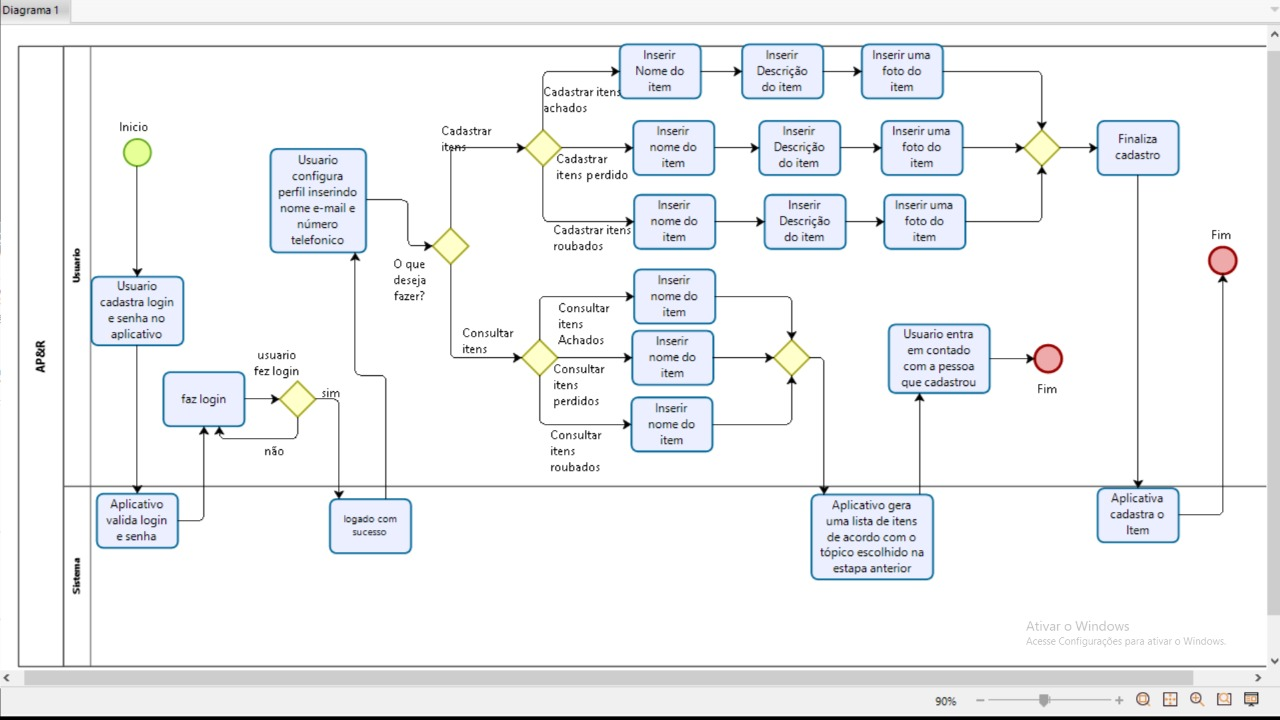 Diagrama 1
AP&R
Usuario
Sistema
Inicio
Usuario
cadastra login
e senha no
aplicativo
Aplicativo
valida login
e senha
faz login
usuario
fez login
sim
não
logado com
sucesso
Usuario
configura
perfil inserindo
nome e-mail e
número
telefonico
O que
deseja
fazer?
Cadastrar
itens
Cadastrar itens
achados
Inserir
Nome do
item
Inserir
Descrição
do item
Inserir uma
foto do
item
Cadastrar
itens perdido
Inserir
nome do
item
Inserir
Descrição
do item
Inserir uma
foto do
item
Cadastrar itens
roubados
Inserir
nome do
item
Inserir
Descrição
do item
Inserir uma
foto do
item
Finaliza
cadastro
Consultar
itens
Consultar
itens
Achados
Inserir
nome do
item
Consultar
itens
perdidos
Inserir
nome do
item
Consultar
itens
roubados
Inserir
nome do
item
Aplicativo gera
uma lista de itens
de acordo com o
tópico escolhido na
estapa anterior
Usuario entra
em contado
com a pessoa
que cadastrou
Fim
Aplicativa
cadastra o
Item
Fim
Ativar o Windows
Acesse Configurações para ativar o Windows.
90%